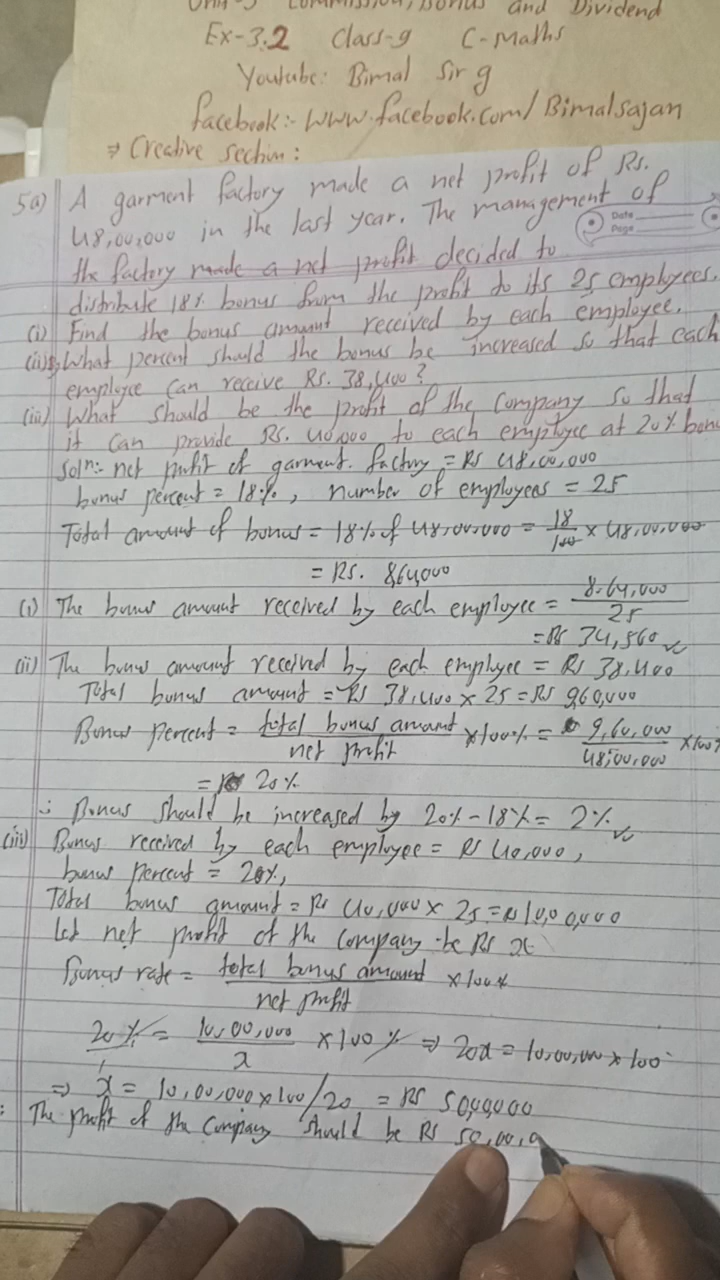 Unit-3 Commission, Bonus and Dividend
Ex-3.2 Class-9 C-Maths
Youtube: Bimal Sir g
facebook:- www.facebook.com/Bimalsajan
⇒ Creative section:
5a) A garment factory made a net profit of Rs.
48,00,000 in the last year. The management of
Date
Page
the factory made a net profit decided to
distribute 18% bonus from the profit to its 25 employees.
(i) Find the bonus amount received by each employee.
(ii) What percent should the bonus be increased so that each
employee can receive Rs. 38,400?
(iii) What should be the profit of the company so that
it can provide Rs. 40,000 to each employee at 20% bonu
Soln: net profit of garment factory = Rs 48,00,000
bonus percent = 18%, number of employees = 25
Total amount of bonus = 18% of 48,00,000 = 18/100 × 48,00,000
= Rs. 864000
(i) The bonus amount received by each employee = 8,64,000/25
= Rs 34,560
(ii) The bonus amount received by each employee = Rs 38,400
Total bonus amount = Rs 38,400 × 25 = Rs 960,000
Bonus Percent = total bonus amount/net profit ×100% = 9,60,000/48,00,000 ×100%
= 20%
∴ Bonus should be increased by 20% - 18% = 2%
(iii) Bonus received by each employee = Rs 40,000,
bonus percent = 20%,
Total bonus amount = Rs 40,000 × 25 = Rs 10,00,000
Let net profit of the company be Rs x
Bonus rate = total bonus amount/net profit ×100%
20%/1 = 10,00,000/x ×100% ⇒ 20x = 10,00,000 × 100
⇒ x = 10,00,000×100/20 = Rs 5000000
: The profit of the company should be Rs 50,00,0